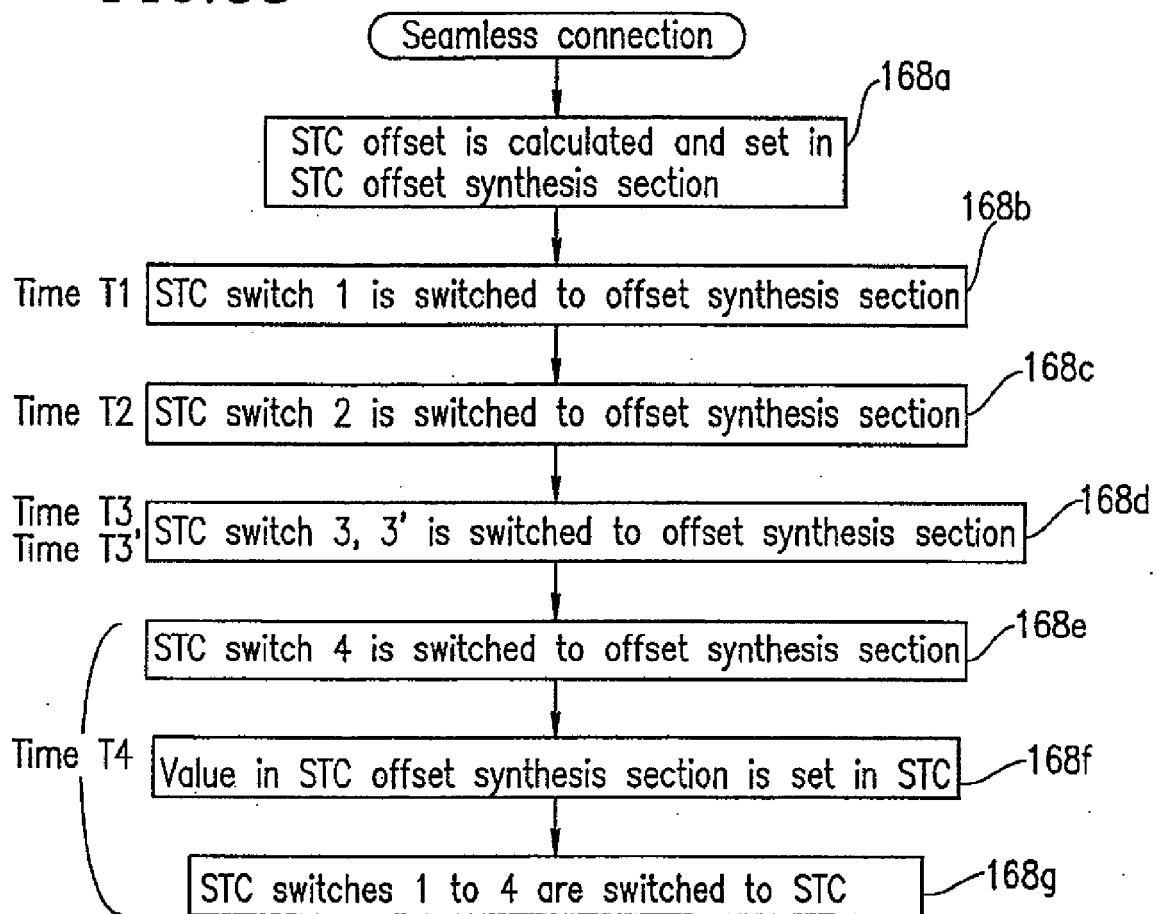 Seamless connection
168a
STC offset is calculated and set in
STC offset synthesis section
168b
Time T1 STC switch 1 is switched to offset synthesis section
168c
Time T2 STC switch 2 is switched to offset synthesis section
168d
Time T3
Time T3'
STC switch 3, 3' is switched to offset synthesis section
168e
STC switch 4 is switched to offset synthesis section
Time T4
Value in STC offset synthesis section is set in STC
168f
STC switches 1 to 4 are switched to STC
168g